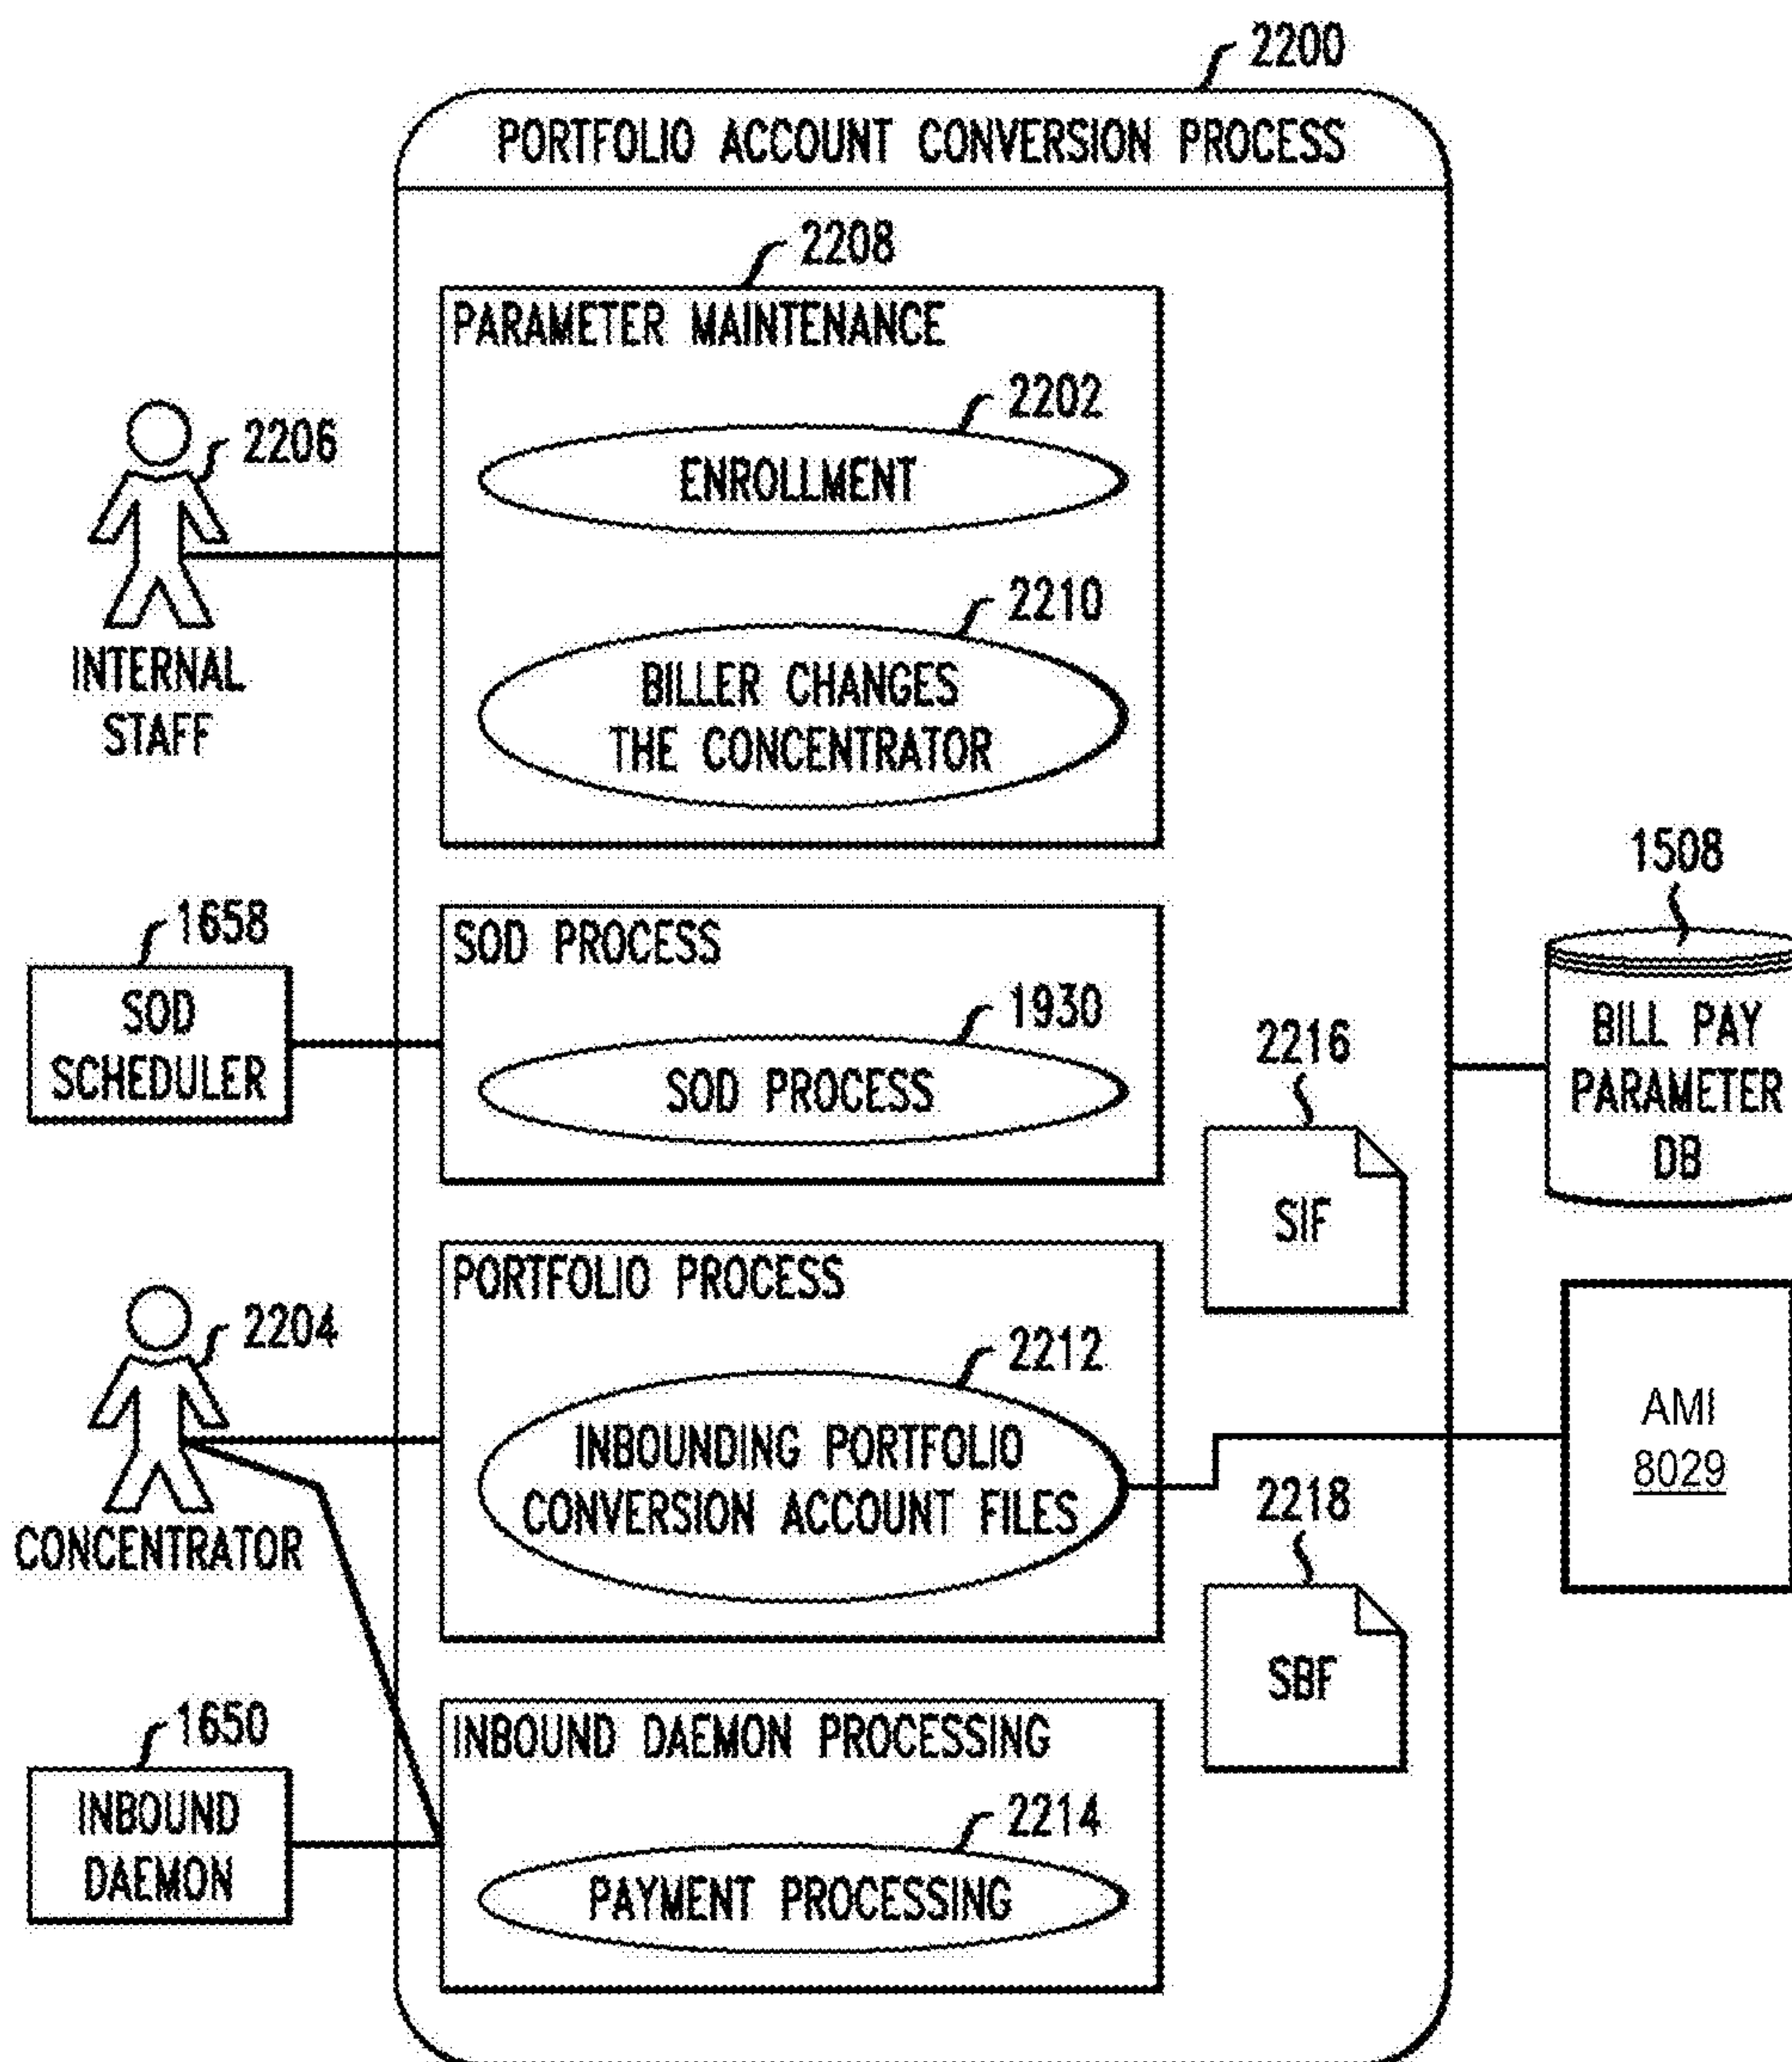 2200
PORTFOLIO ACCOUNT CONVERSION PROCESS
2208
PARAMETER MAINTENANCE
2202
ENROLLMENT
2206
INTERNAL
STAFF
2210
BILLER CHANGES
THE CONCENTRATOR
1658
SOD
SCHEDULER
SOD PROCESS
1930
SOD PROCESS
1508
BILL PAY
PARAMETER
DB
2216
SIF
2204
CONCENTRATOR
PORTFOLIO PROCESS
2212
INBOUNDING PORTFOLIO
CONVERSION ACCOUNT FILES
AMI
8029
2218
SBF
1650
INBOUND
DAEMON
INBOUND DAEMON PROCESSING
2214
PAYMENT PROCESSING